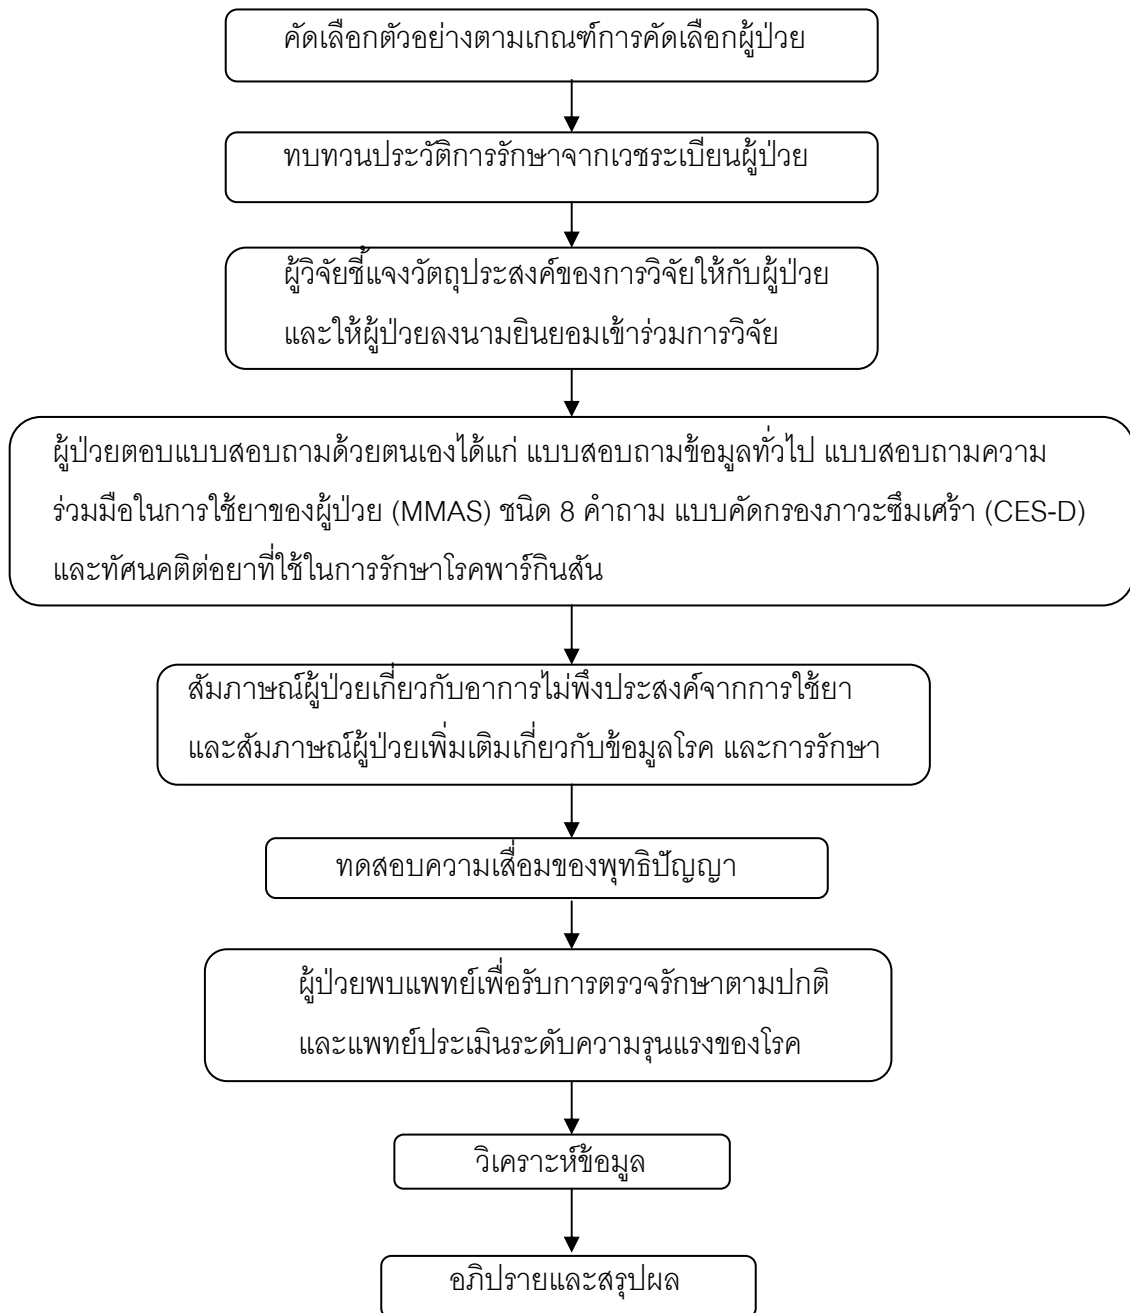 คัดเลือกตัวอย่างตามเกณฑ์การคัดเลือกผู้ป่วย
ทบทวนประวัติการรักษาจากเวชระเบียนผู้ป่วย
ผู้วิจัยชี้แจงวัตถุประสงค์ของการวิจัยให้กับผู้ป่วย
และให้ผู้ป่วยลงนามยินยอมเข้าร่วมการวิจัย
ผู้ป่วยตอบแบบสอบถามด้วยตนเองได้แก่ แบบสอบถามข้อมูลทั่วไป แบบสอบถามความ
ร่วมมือในการใช้ยาของผู้ป่วย (MMAS) ชนิด 8 คำถาม แบบคัดกรองภาวะซึมเศร้า (CES-D)
และทัศนคติต่อยาที่ใช้ในการรักษาโรคพาร์กินสัน
สัมภาษณ์ผู้ป่วยเกี่ยวกับอาการไม่พึงประสงค์จากการใช้ยา
และสัมภาษณ์ผู้ป่วยเพิ่มเติมเกี่ยวกับข้อมูลโรค และการรักษา
ทดสอบความเสื่อมของพุทธิปัญญา
ผู้ป่วยพบแพทย์เพื่อรับการตรวจรักษาตามปกติ
และแพทย์ประเมินระดับความรุนแรงของโรค
วิเคราะห์ข้อมูล
อภิปรายและสรุปผล